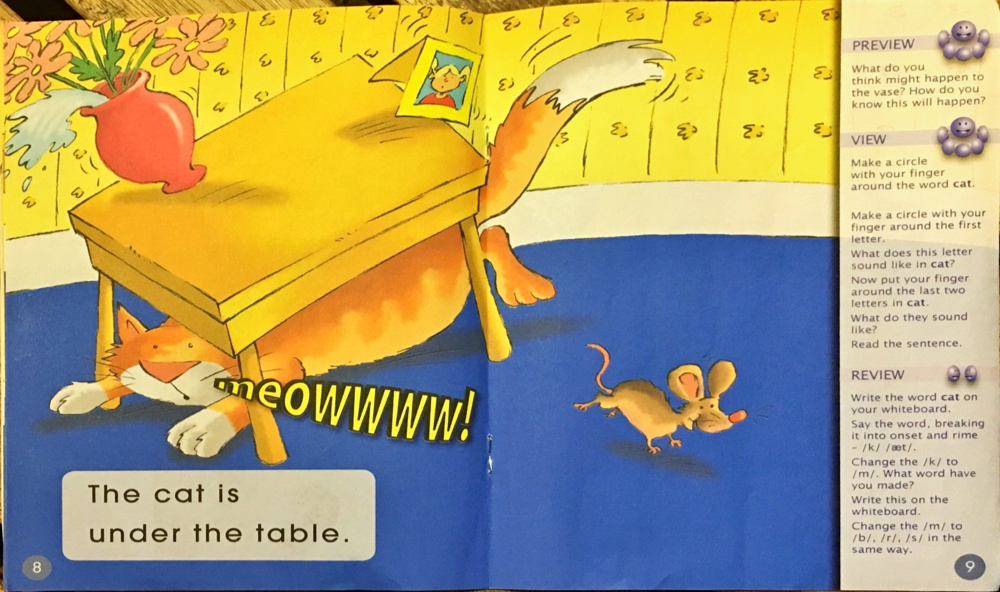 meowwww!
The cat is
under the table.
8
PREVIEW
What do you
think might happen to
the vase? How do you
know this will happen?
VIEW
Make a circle
with your finger
around the word cat.
Make a circle with your
finger around the first
letter.
What does this letter
sound like in cat?
Now put your finger
around the last two
letters in cat.
What do they sound
like?
Read the sentence.
REVIEW
Write the word cat on
your whiteboard.
Say the word, breaking
it into onset and rime
– /k/ /æt/.
Change the /k/ to
/m/. What word have
you made?
Write this on the
whiteboard.
Change the /m/ to
/b/, /r/, /s/ in the
same way.
9